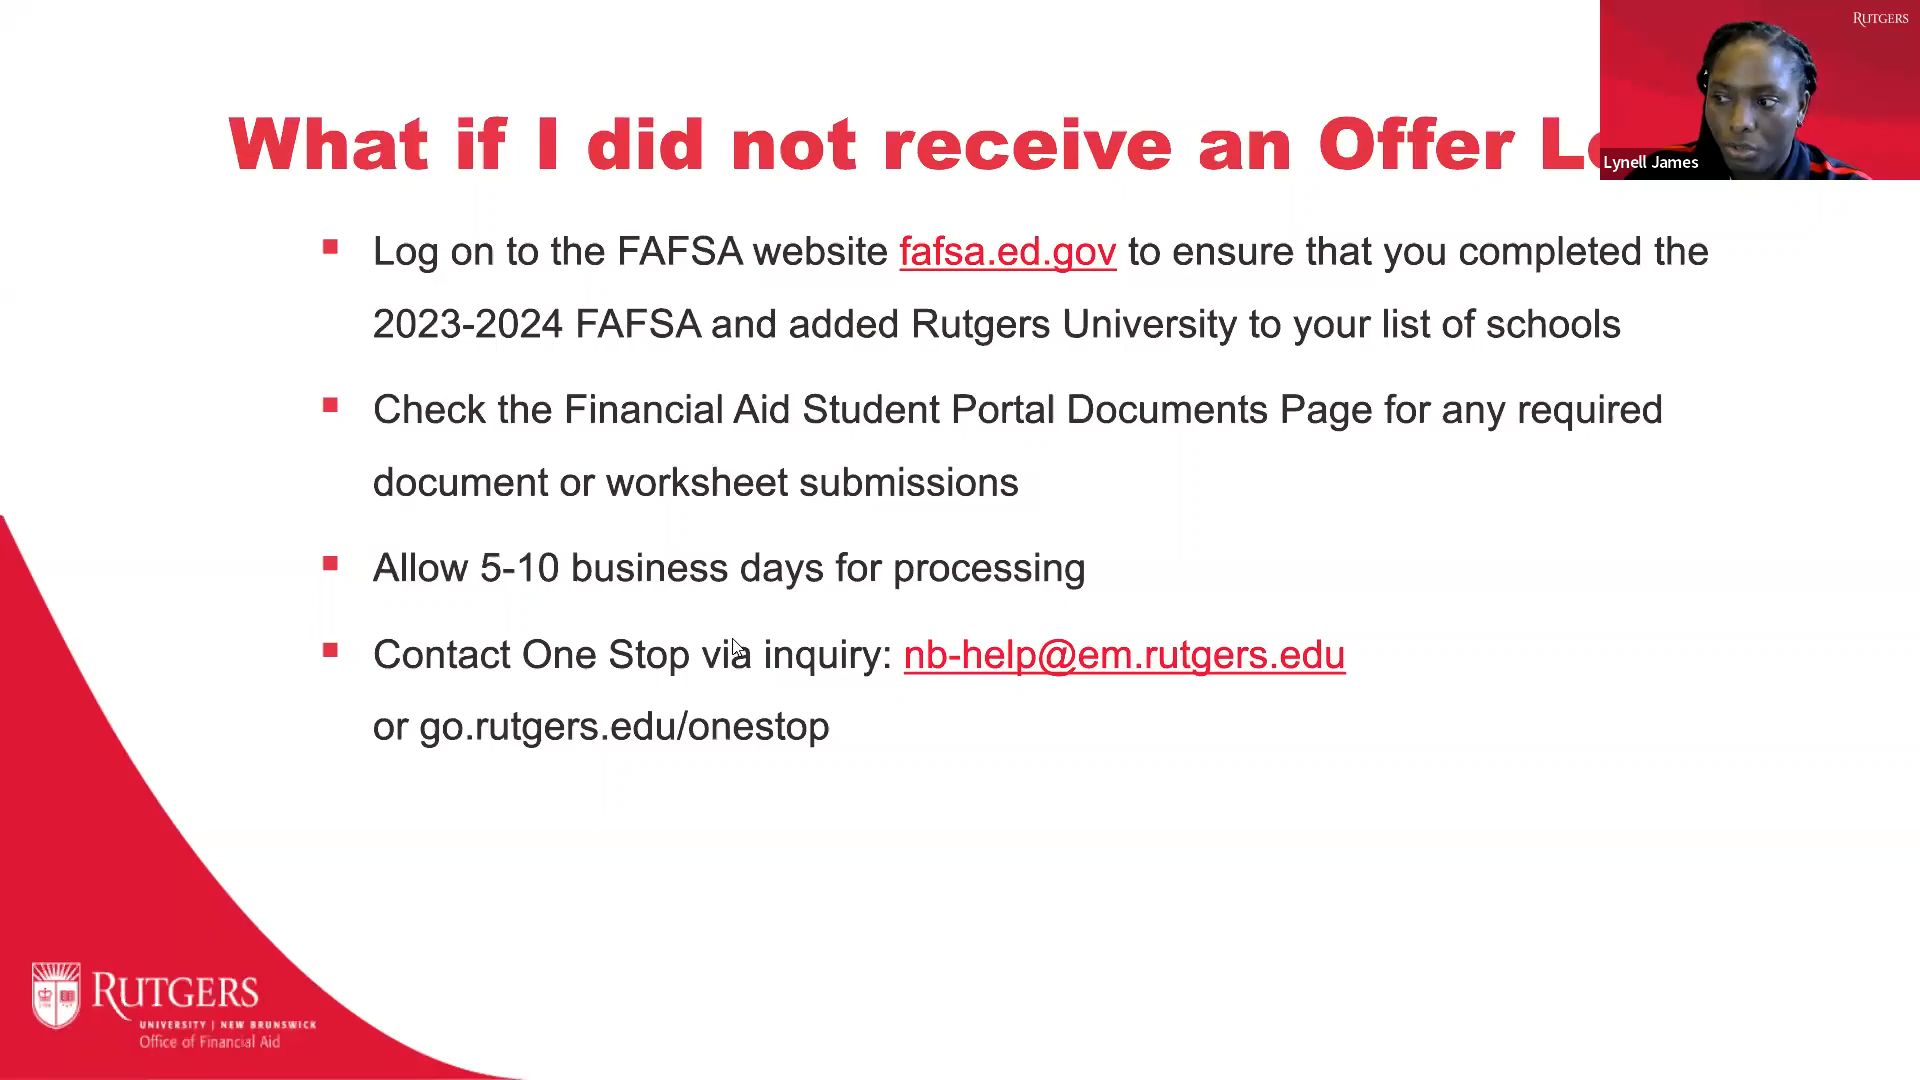 RUTGERS
What if I did not receive an Offer
Lynell James
Log on to the FAFSA website fafsa.ed.gov to ensure that you completed the
2023-2024 FAFSA and added Rutgers University to your list of schools
Check the Financial Aid Student Portal Documents Page for any required
document or worksheet submissions
Allow 5-10 business days for processing
Contact One Stop via inquiry: nb-help@em.rutgers.edu
or go.rutgers.edu/onestop
RUTGERS
UNIVERSITY | NEW BRUNSWICK
Office of Financial Aid